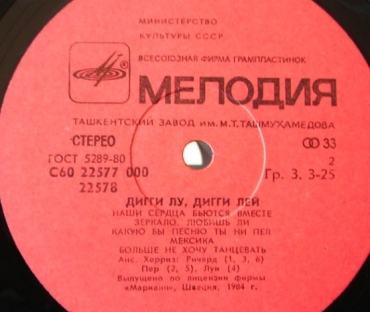 МИНИСТЕРСТВО
КУЛЬТУРЫ СССР
ВСЕСОЮЗНАЯ ФИРМА ГРАМПЛАСТИНОК
МЕЛОДИЯ
ТАШКЕНТСКИЙ ЗАВОД ИМ. М.Т. ТАШМУХАМЕДОВА
СТЕРЕО
33
ГОСТ 5289-80
2
С60 22577 000
Гр. 3. 3-25
22578
ДИГГИ ЛУ, ДИГГИ ЛЕЙ
НАШИ СЕРДЦА БЬЮТСЯ ВМЕСТЕ
ЗЕРКАЛО, ЛЮБИШЬ ЛИ
КАКУЮ БЫ ПЕСНЮ ТЫ НИ ПЕЛ
МЕКСИКА
БОЛЬШЕ НЕ ХОЧУ ТАНЦЕВАТЬ
Анс. Херриз: Ричард (1, 3, 6)
Пер (2, 5), Луи (4)
Выпущено по лицензии фирмы
«Марианн», Швеция, 1984 г.